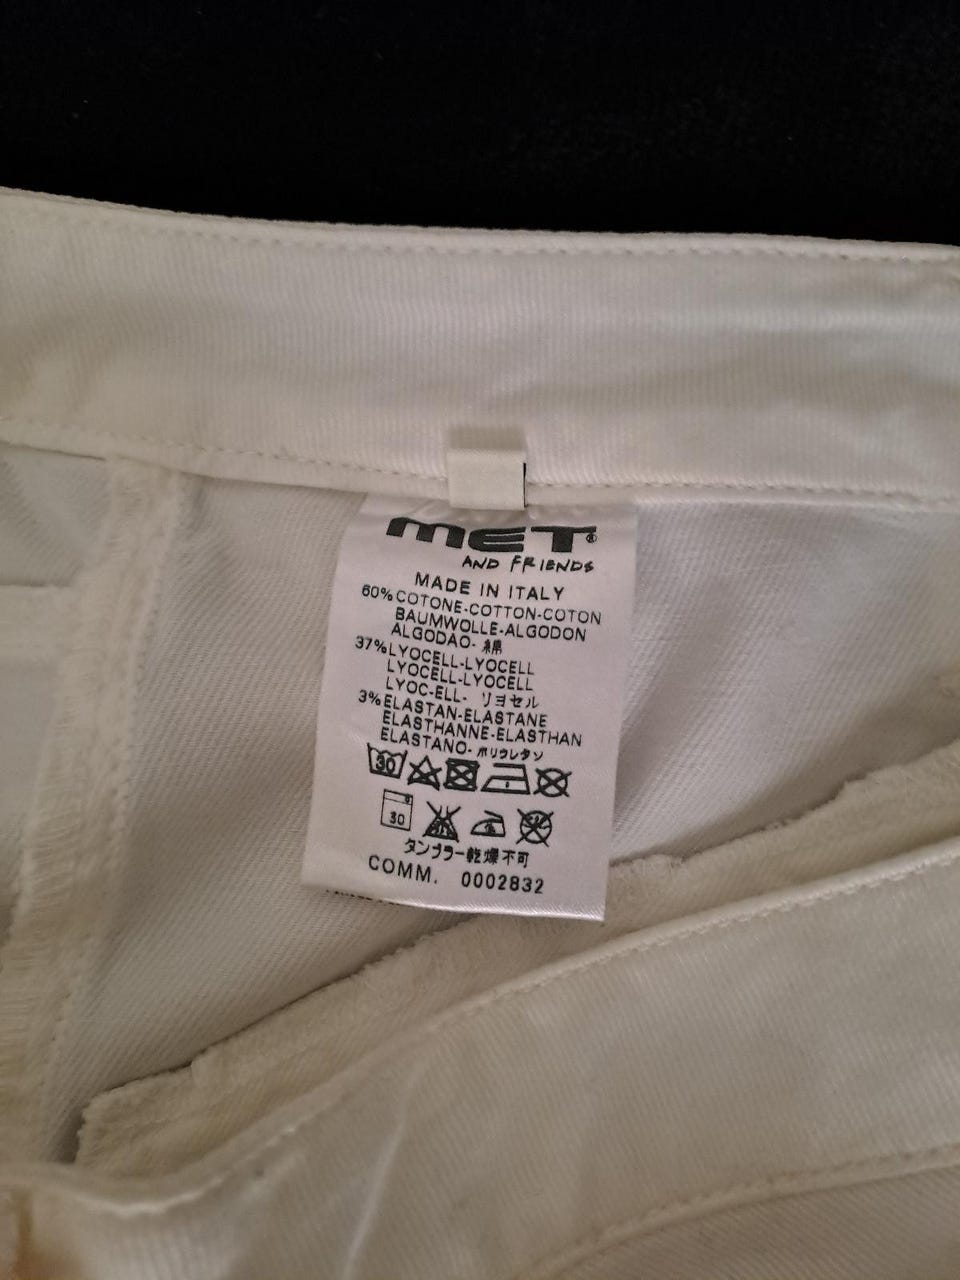 MET®
AND FRIENDS
MADE IN ITALY
60% COTONE-COTTON-COTON
BAUMWOLLE-ALGODON
ALGODAO- 綿
37% LYOCELL-LYOCELL
LYOCELL-LYOCELL
LYOC-ELL- リヨセル
3% ELASTAN-ELASTANE
ELASTHANNE-ELASTHAN
ELASTANO- ポリウレタン
30
30
タンブラー乾燥不可
COMM. 0002832